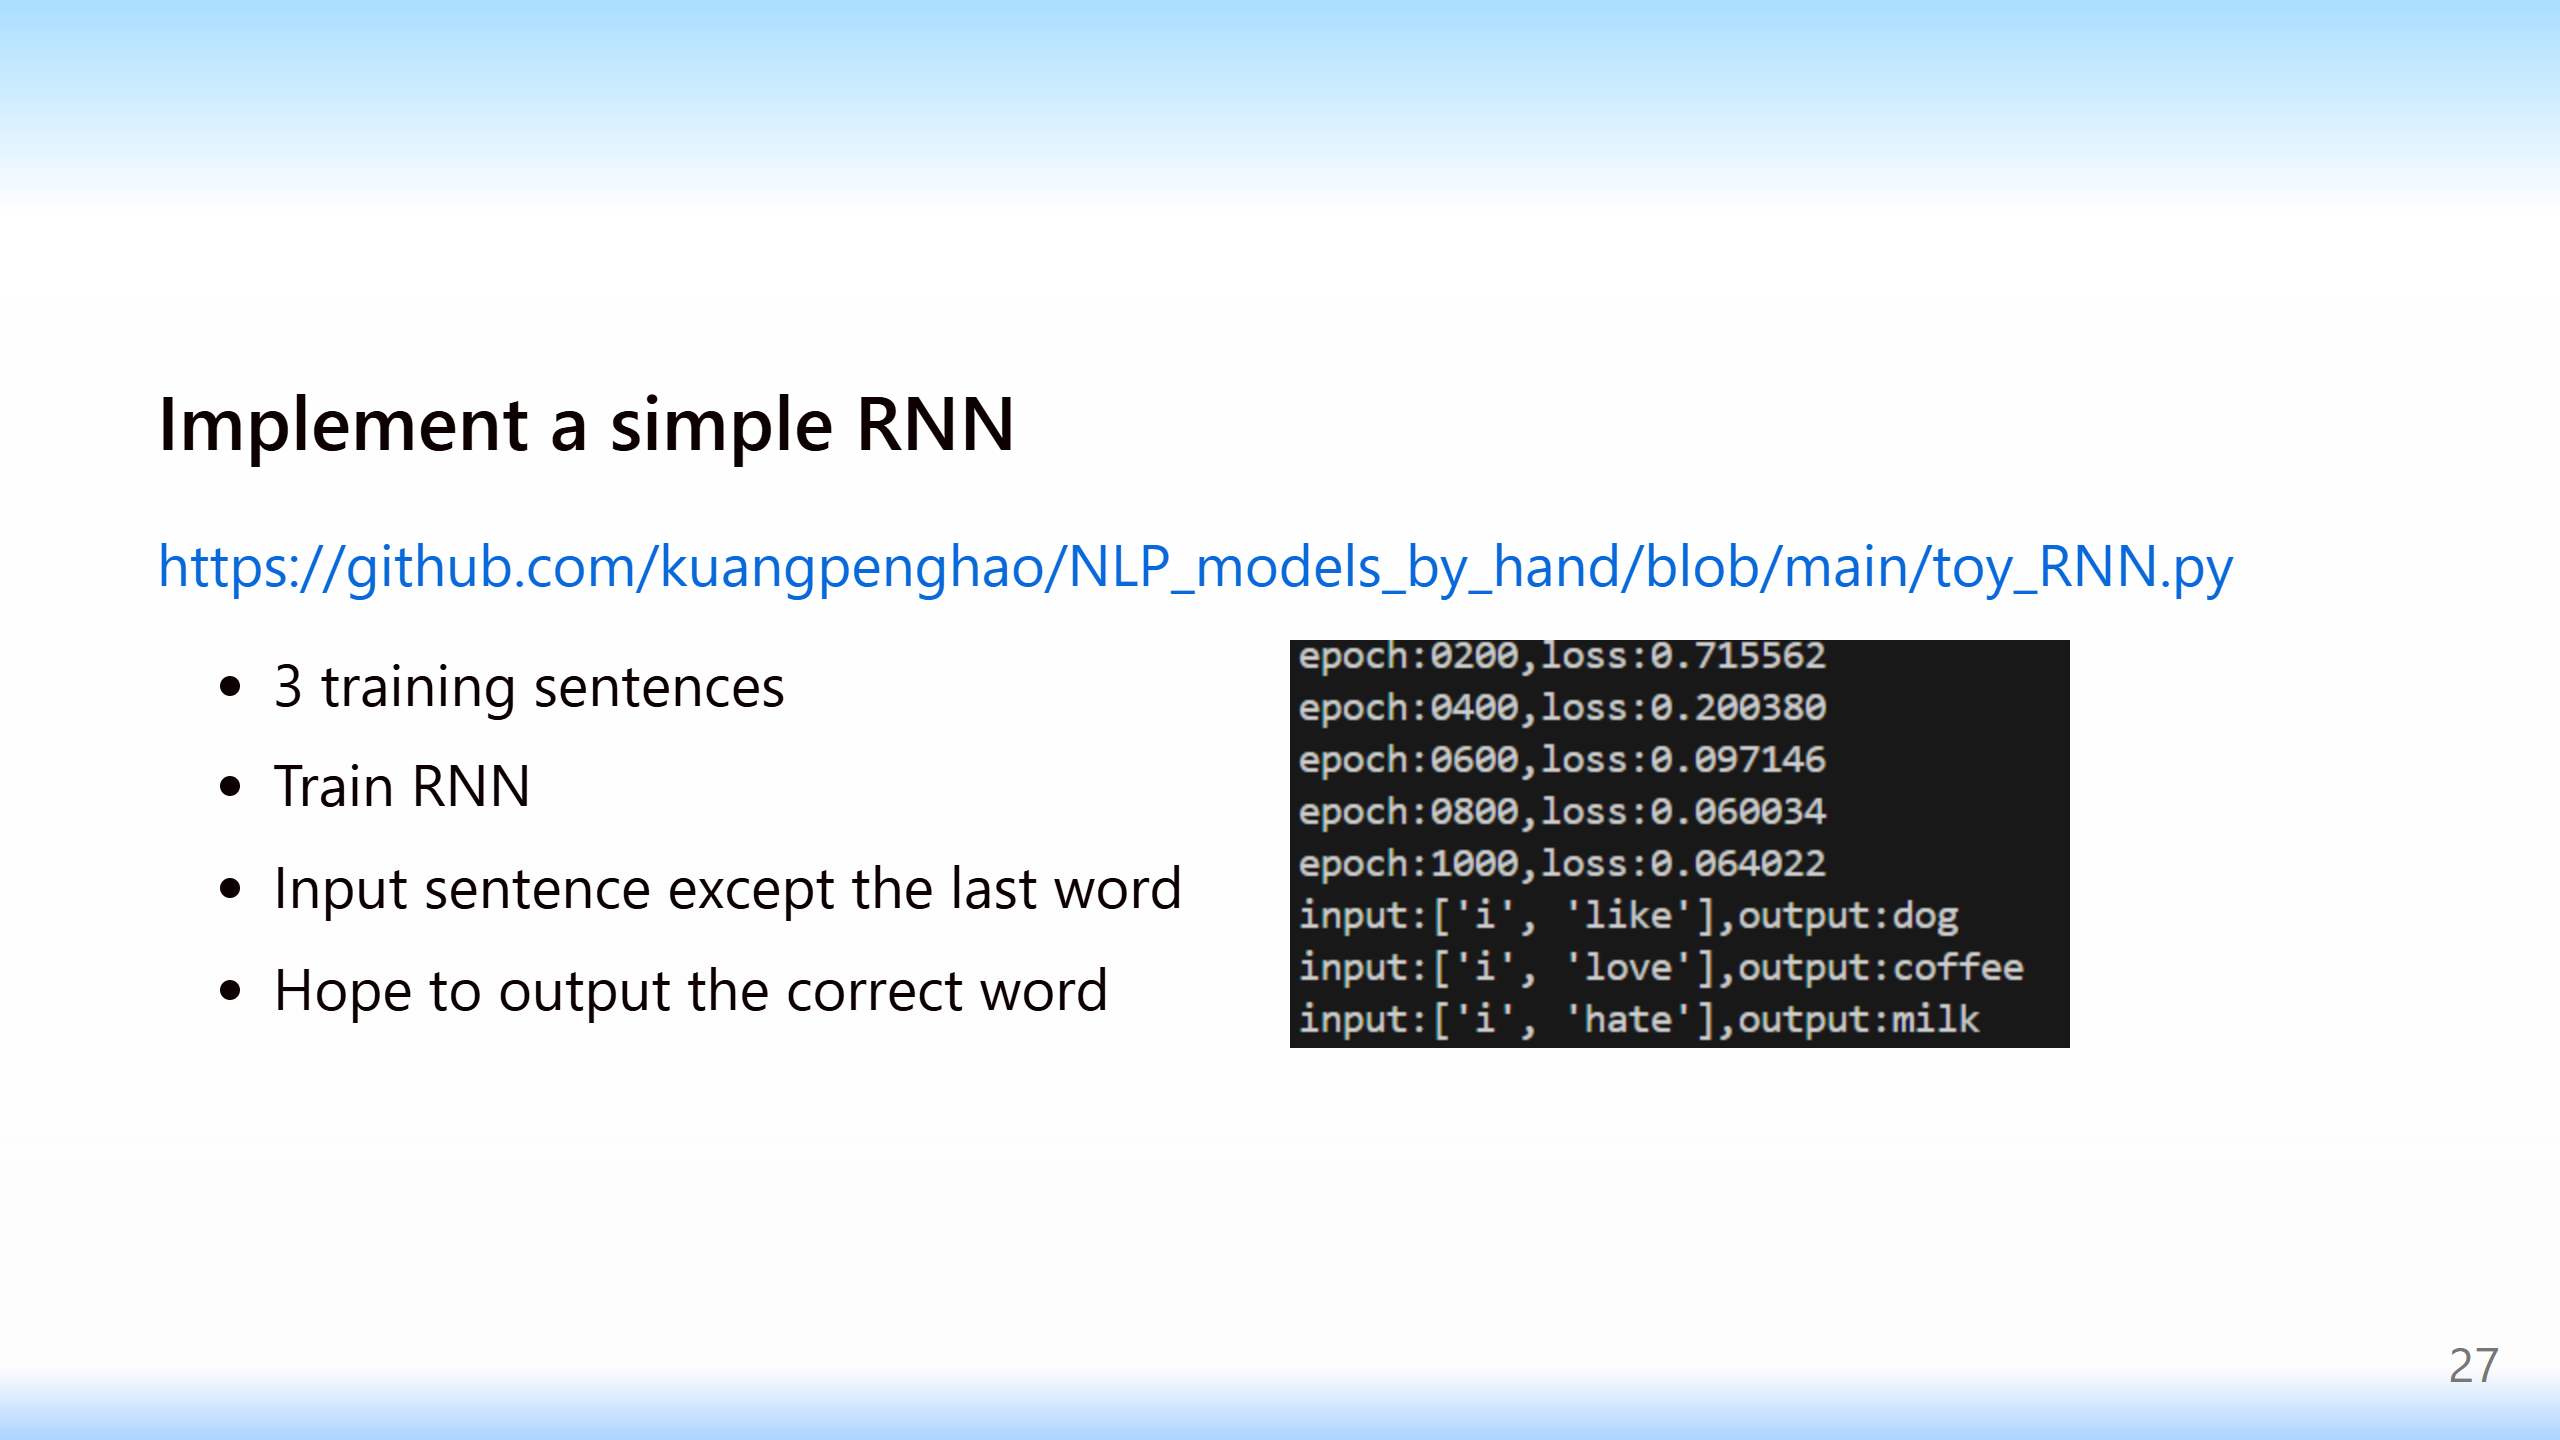 Implement a simple RNN
https://github.com/kuangpenghao/NLP_models_by_hand/blob/main/toy_RNN.py
• 3 training sentences
• Train RNN
• Input sentence except the last word
• Hope to output the correct word
epoch:0200,loss:0.715562
epoch:0400,loss:0.200380
epoch:0600,loss:0.097146
epoch:0800,loss:0.060034
epoch:1000,loss:0.064022
input:['i', 'like'],output:dog
input:['i', 'love'],output:coffee
input:['i', 'hate'],output:milk
27